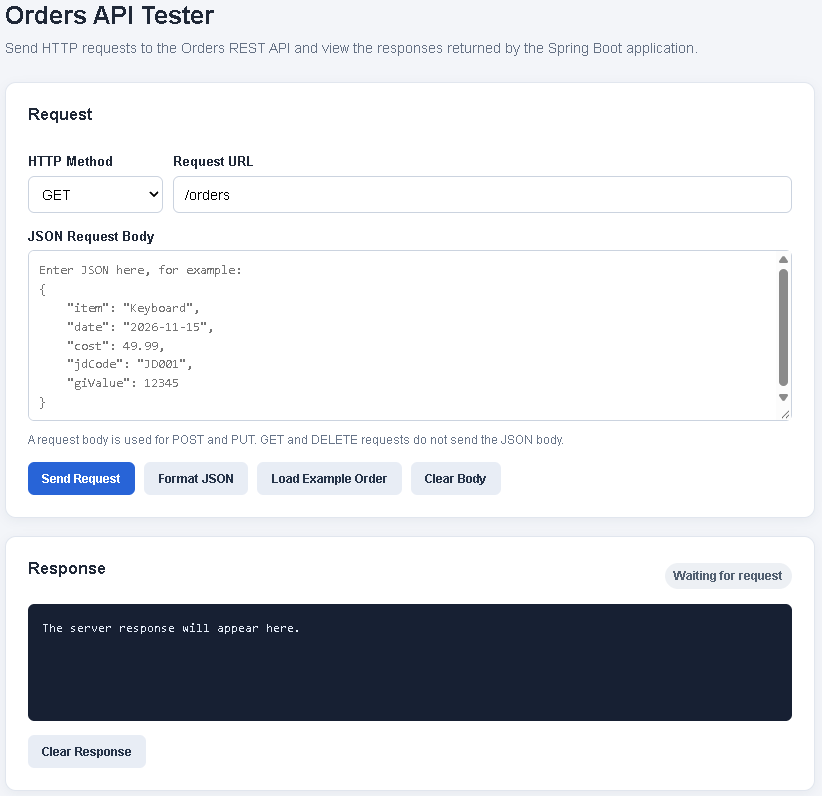 Orders API Tester
Send HTTP requests to the Orders REST API and view the responses returned by the Spring Boot application.
Request
HTTP Method
Request URL
GET
/orders
JSON Request Body
Enter JSON here, for example:
{
    "item": "Keyboard",
    "date": "2026-11-15",
    "cost": 49.99,
    "jdCode": "JD001",
    "giValue": 12345
}
A request body is used for POST and PUT. GET and DELETE requests do not send the JSON body.
Send Request
Format JSON
Load Example Order
Clear Body
Response
Waiting for request
The server response will appear here.
Clear Response